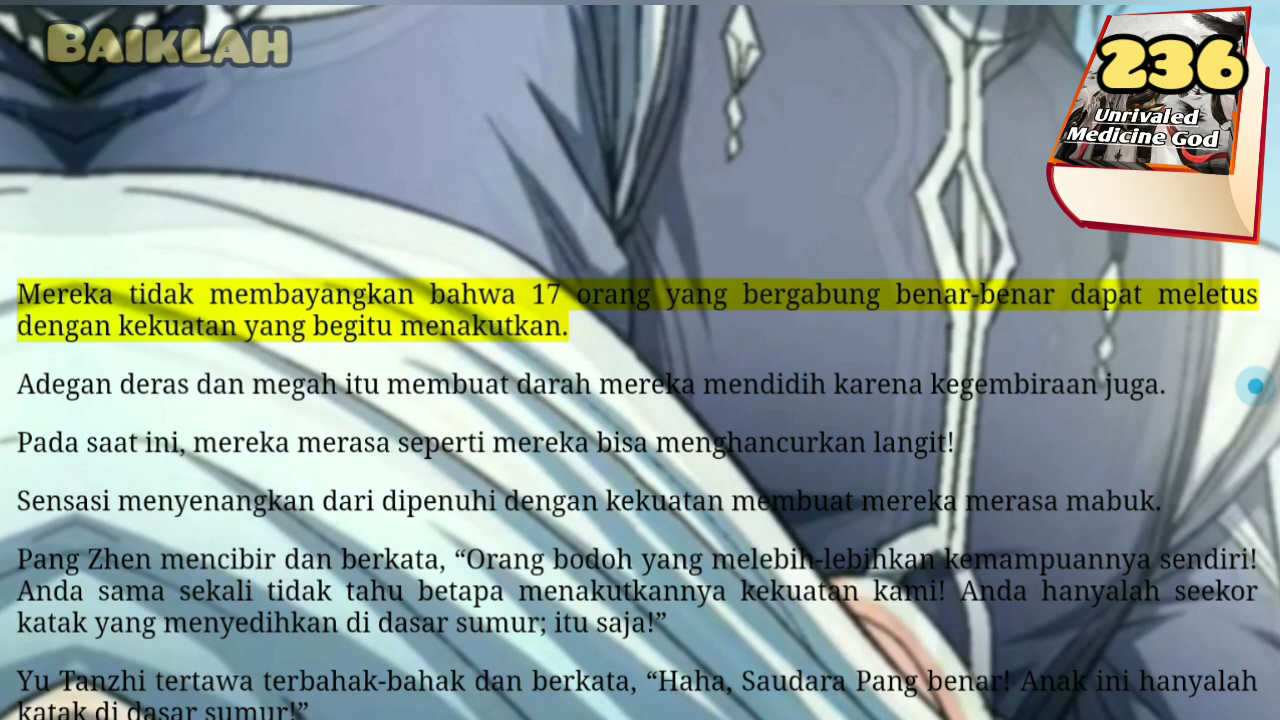 BAIKLAH
236
Unrivaled
Medicine God
Mereka tidak membayangkan bahwa 17 orang yang bergabung benar-benar dapat meletus
dengan kekuatan yang begitu menakutkan.
Adegan deras dan megah itu membuat darah mereka mendidih karena kegembiraan juga.
Pada saat ini, mereka merasa seperti mereka bisa menghancurkan langit!
Sensasi menyenangkan dari dipenuhi dengan kekuatan membuat mereka merasa mabuk.
Pang Zhen mencibir dan berkata, “Orang bodoh yang melebih-lebihkan kemampuannya sendiri!
Anda sama sekali tidak tahu betapa menakutkannya kekuatan kami! Anda hanyalah seekor
katak yang menyedihkan di dasar sumur; itu saja!”
Yu Tanzhi tertawa terbahak-bahak dan berkata, “Haha, Saudara Pang benar! Anak ini hanyalah
katak di dasar sumur!”